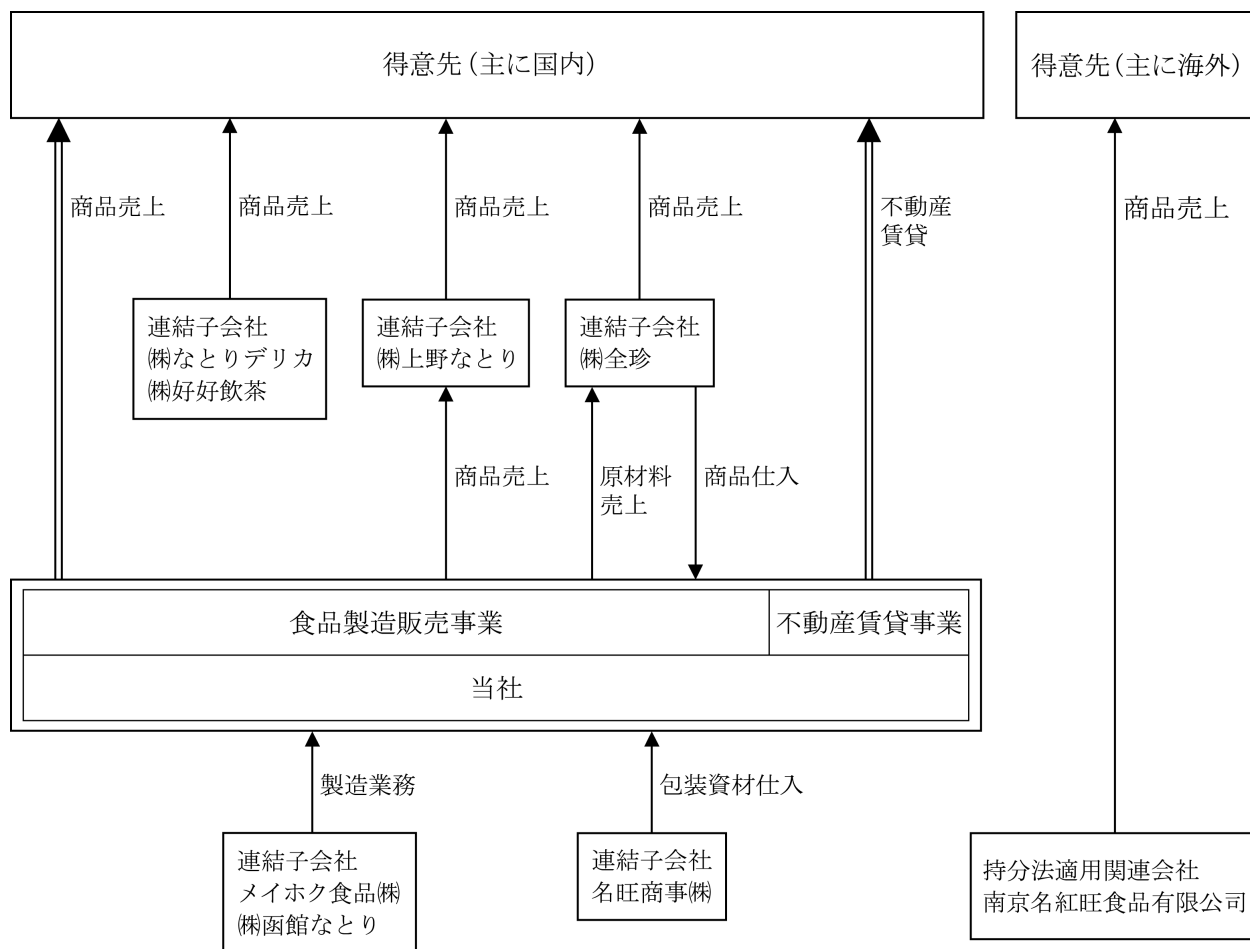 得意先（主に国内）
得意先（主に海外）
商品売上
商品売上
商品売上
商品売上
不動産
賃貸
商品売上
連結子会社
㈱なとりデリカ
㈱好好飲茶
連結子会社
㈱上野なとり
連結子会社
㈱全珍
商品売上
原材料
売上
商品仕入
食品製造販売事業
不動産賃貸事業
当社
製造業務
包装資材仕入
連結子会社
メイホク食品㈱
㈱函館なとり
連結子会社
名旺商事㈱
持分法適用関連会社
南京名紅旺食品有限公司